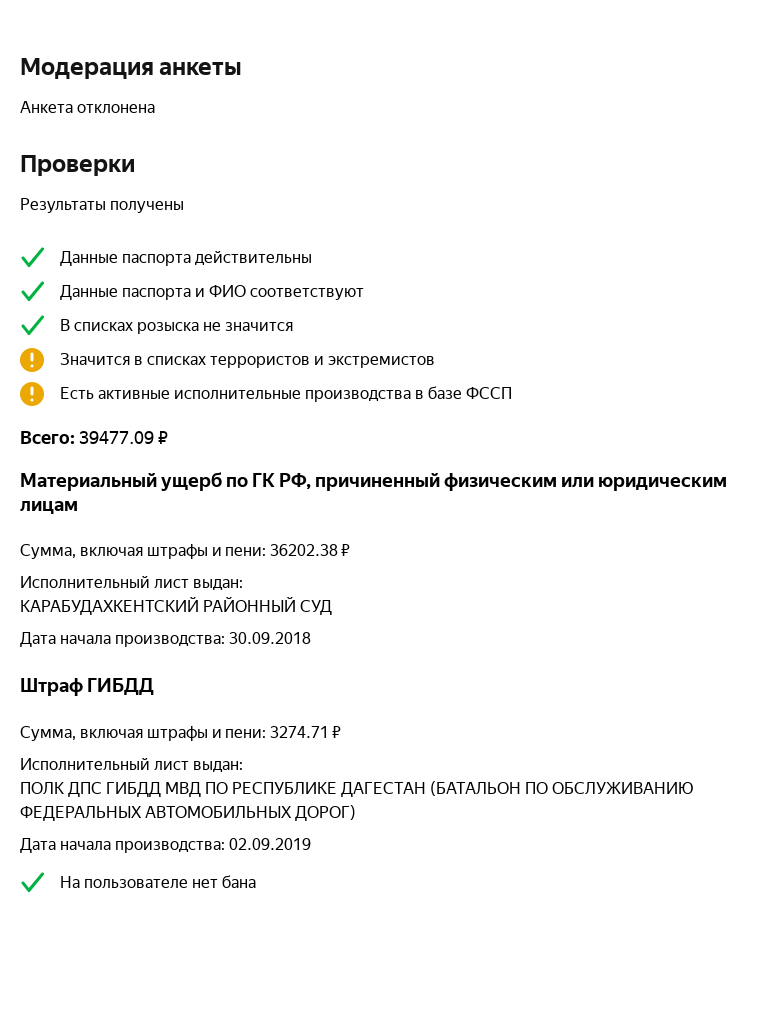 Модерация анкеты
Анкета отклонена
Проверки
Результаты получены
Данные паспорта действительны
Данные паспорта и ФИО соответствуют
В списках розыска не значится
Значится в списках террористов и экстремистов
Есть активные исполнительные производства в базе ФССП
Всего: 39477.09 ₽
Материальный ущерб по ГК РФ, причиненный физическим или юридическим
лицам
Сумма, включая штрафы и пени: 36202.38 ₽
Исполнительный лист выдан:
КАРАБУДАХКЕНТСКИЙ РАЙОННЫЙ СУД
Дата начала производства: 30.09.2018
Штраф ГИБДД
Сумма, включая штрафы и пени: 3274.71 ₽
Исполнительный лист выдан:
ПОЛК ДПС ГИБДД МВД ПО РЕСПУБЛИКЕ ДАГЕСТАН (БАТАЛЬОН ПО ОБСЛУЖИВАНИЮ
ФЕДЕРАЛЬНЫХ АВТОМОБИЛЬНЫХ ДОРОГ)
Дата начала производства: 02.09.2019
На пользователе нет бана